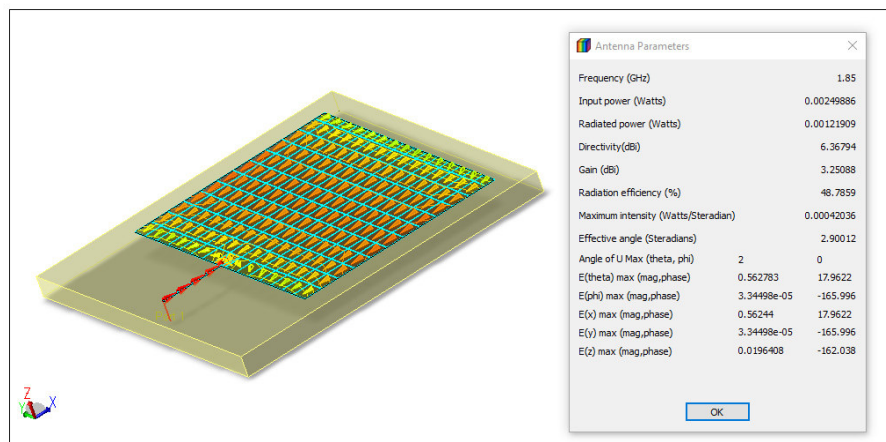 Antenna Parameters
Frequency (GHz) 1.85
Input power (Watts) 0.00249886
Radiated power (Watts) 0.00121909
Directivity(dBi) 6.36794
Gain (dBi) 3.25088
Radiation efficiency (%) 48.7859
Maximum intensity (Watts/Steradian) 0.00042036
Effective angle (Steradians) 2.90012
Angle of U Max (theta, phi) 2 0
E(theta) max (mag,phase) 0.562783 17.9622
E(phi) max (mag,phase) 3.34498e-05 -165.996
E(x) max (mag,phase) 0.56244 17.9622
E(y) max (mag,phase) 3.34498e-05 -165.996
E(z) max (mag,phase) 0.0196408 -162.038
OK
Z
Y
X